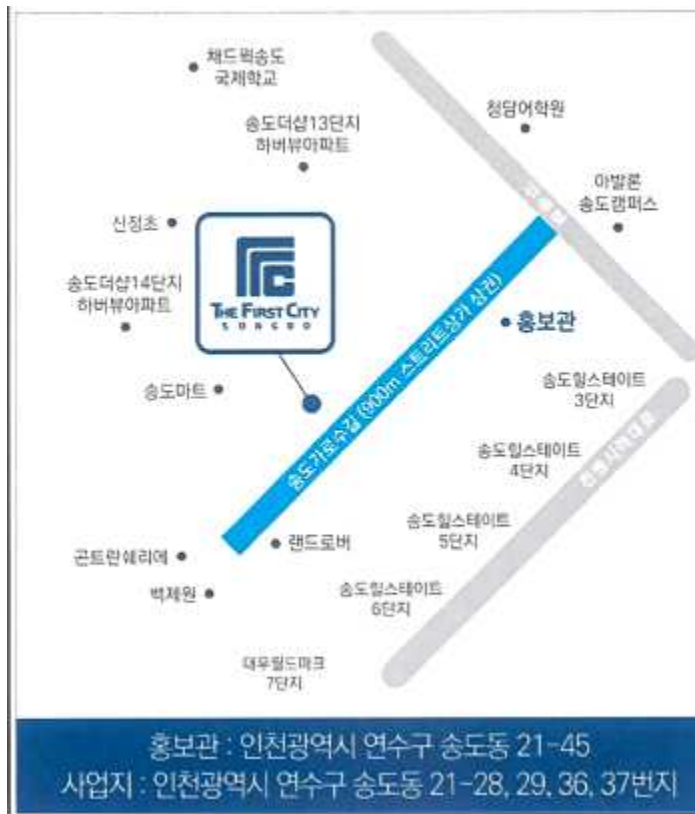 채드윅송도
국제학교
청담어학원
송도더샵13단지
하버뷰아파트
아발론
송도캠퍼스
신정초
THE FIRST CITY
SONGDO
송도더샵14단지
하버뷰아파트
홍보관
송도가로수길 (900m 스트리트상가 상권)
송도마트
송도힐스테이트
3단지
송도힐스테이트
4단지
송도힐스테이트
5단지
랜드로버
곤트란쉐리에
백제원
송도힐스테이트
6단지
대우월드마크
7단지
홍보관 : 인천광역시 연수구 송도동 21-45
사업지 : 인천광역시 연수구 송도동 21-28, 29, 36, 37번지